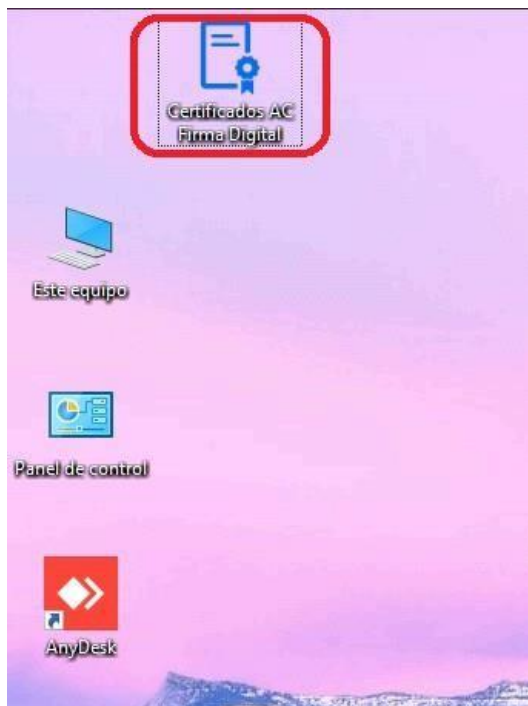 Certificados AC
Firma Digital
Este equipo
Panel de control
AnyDesk